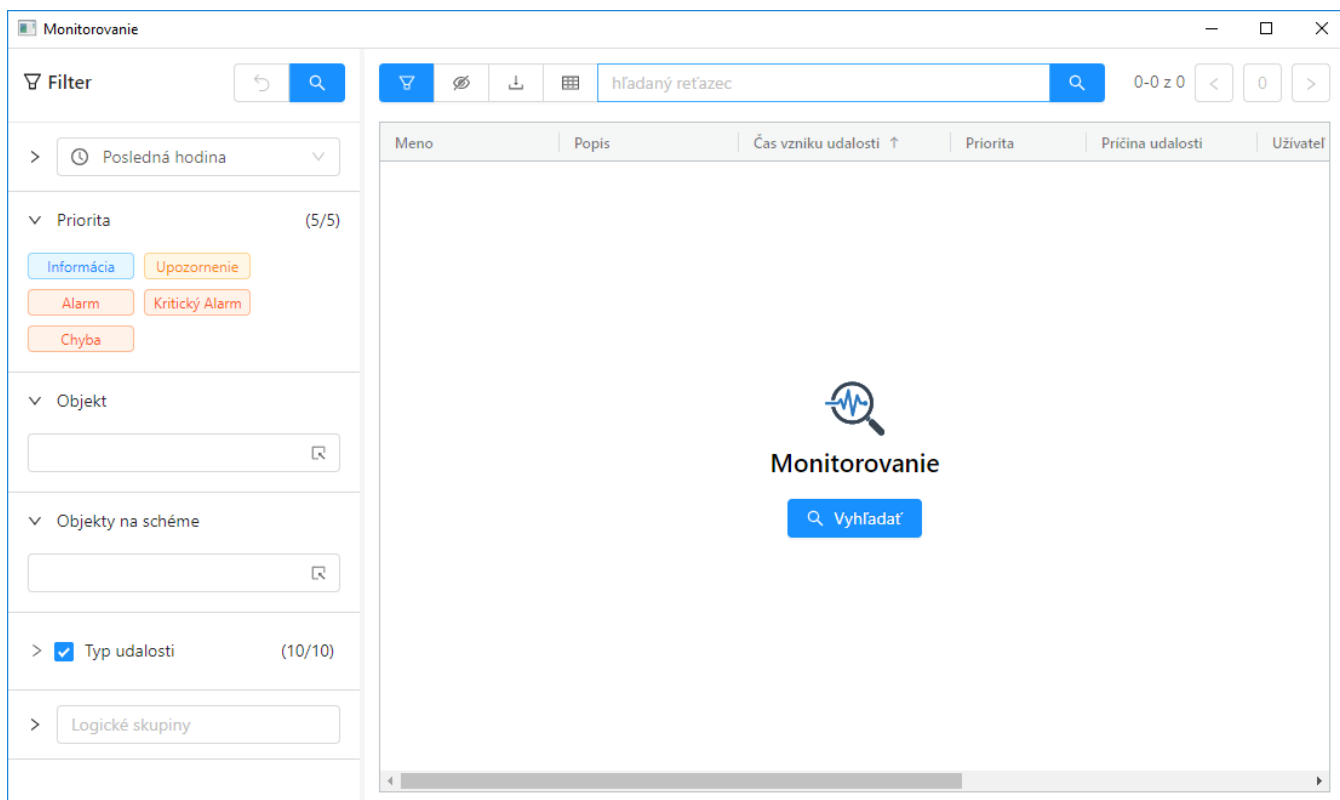 Monitorovanie
Filter
hľadaný reťazec
0-0 z 0
<
0
>
Posledná hodina
Priorita (5/5)
Informácia Upozornenie
Alarm Kritický Alarm
Chyba
Objekt
Objekty na schéme
Typ udalosti (10/10)
Logické skupiny
Meno Popis Čas vzniku udalosti ↑ Priorita Príčina udalosti Užívateľ
Monitorovanie
Vyhľadať